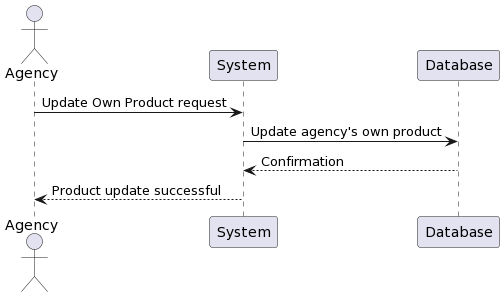 Agency
System
Database
Update Own Product request
Update agency's own product
Confirmation
Product update successful
Agency
System
Database